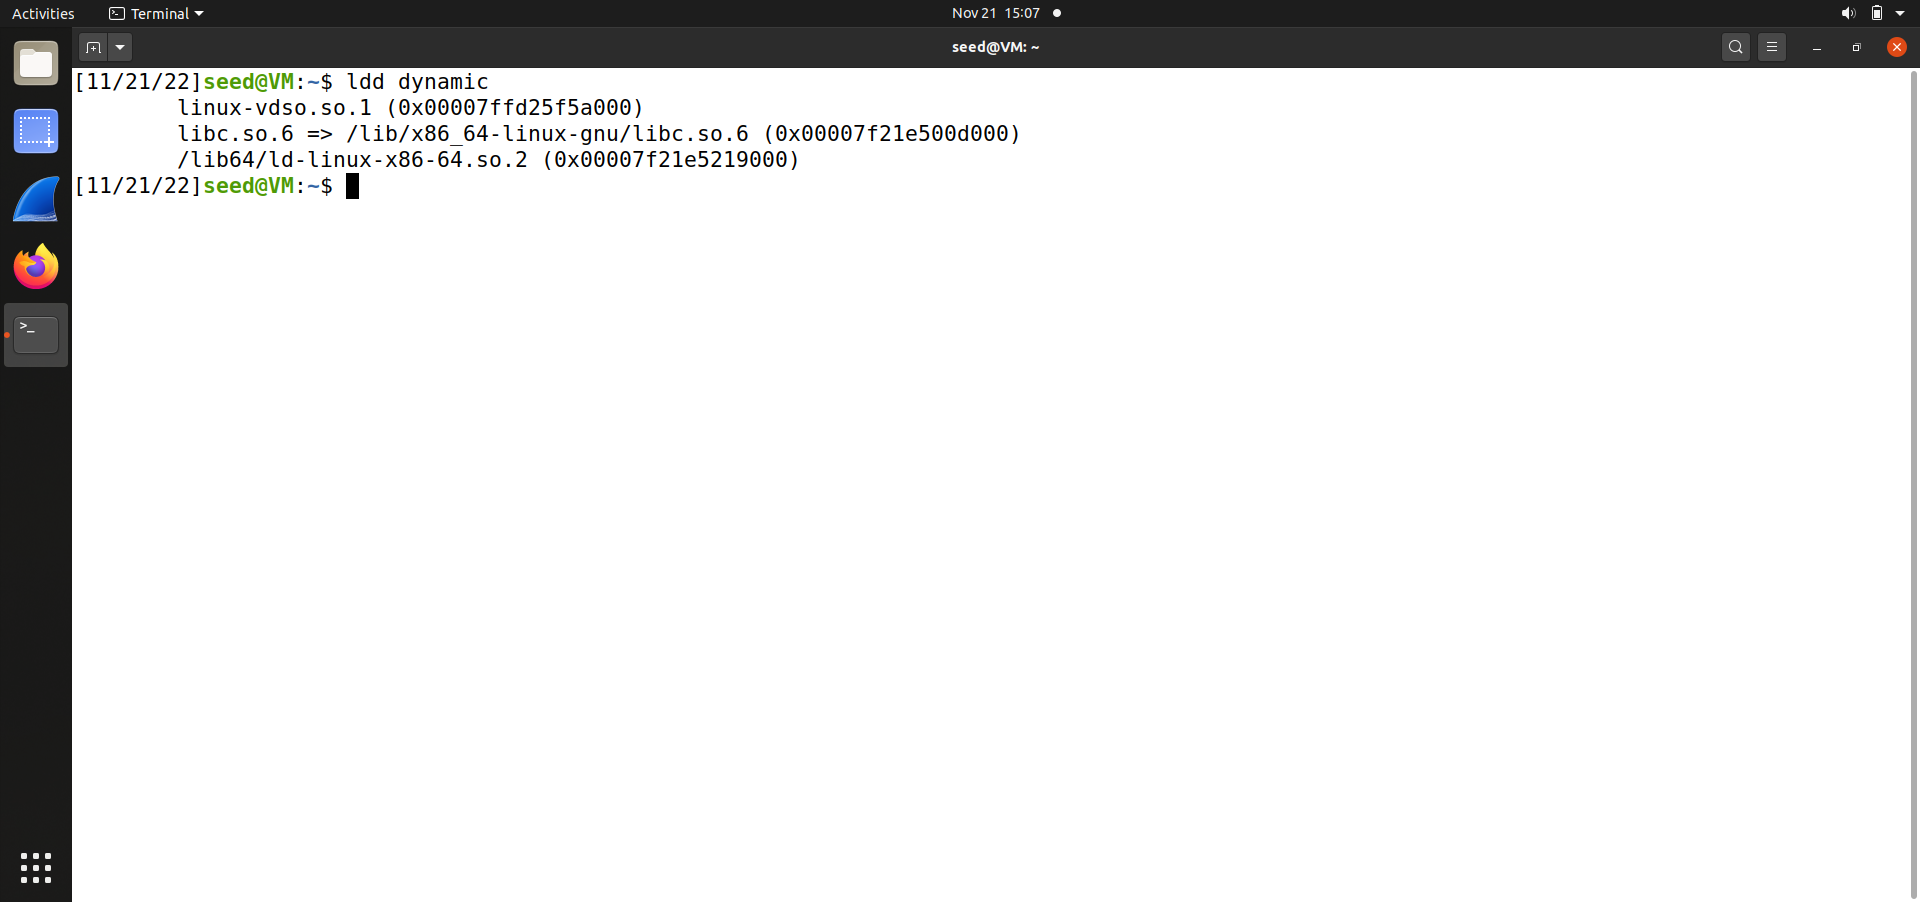 Activities
Terminal
Nov 21 15:07
seed@VM: ~
[11/21/22]seed@VM:~$ ldd dynamic
linux-vdso.so.1 (0x00007ffd25f5a000)
libc.so.6 => /lib/x86_64-linux-gnu/libc.so.6 (0x00007f21e500d000)
/lib64/ld-linux-x86-64.so.2 (0x00007f21e5219000)
[11/21/22]seed@VM:~$